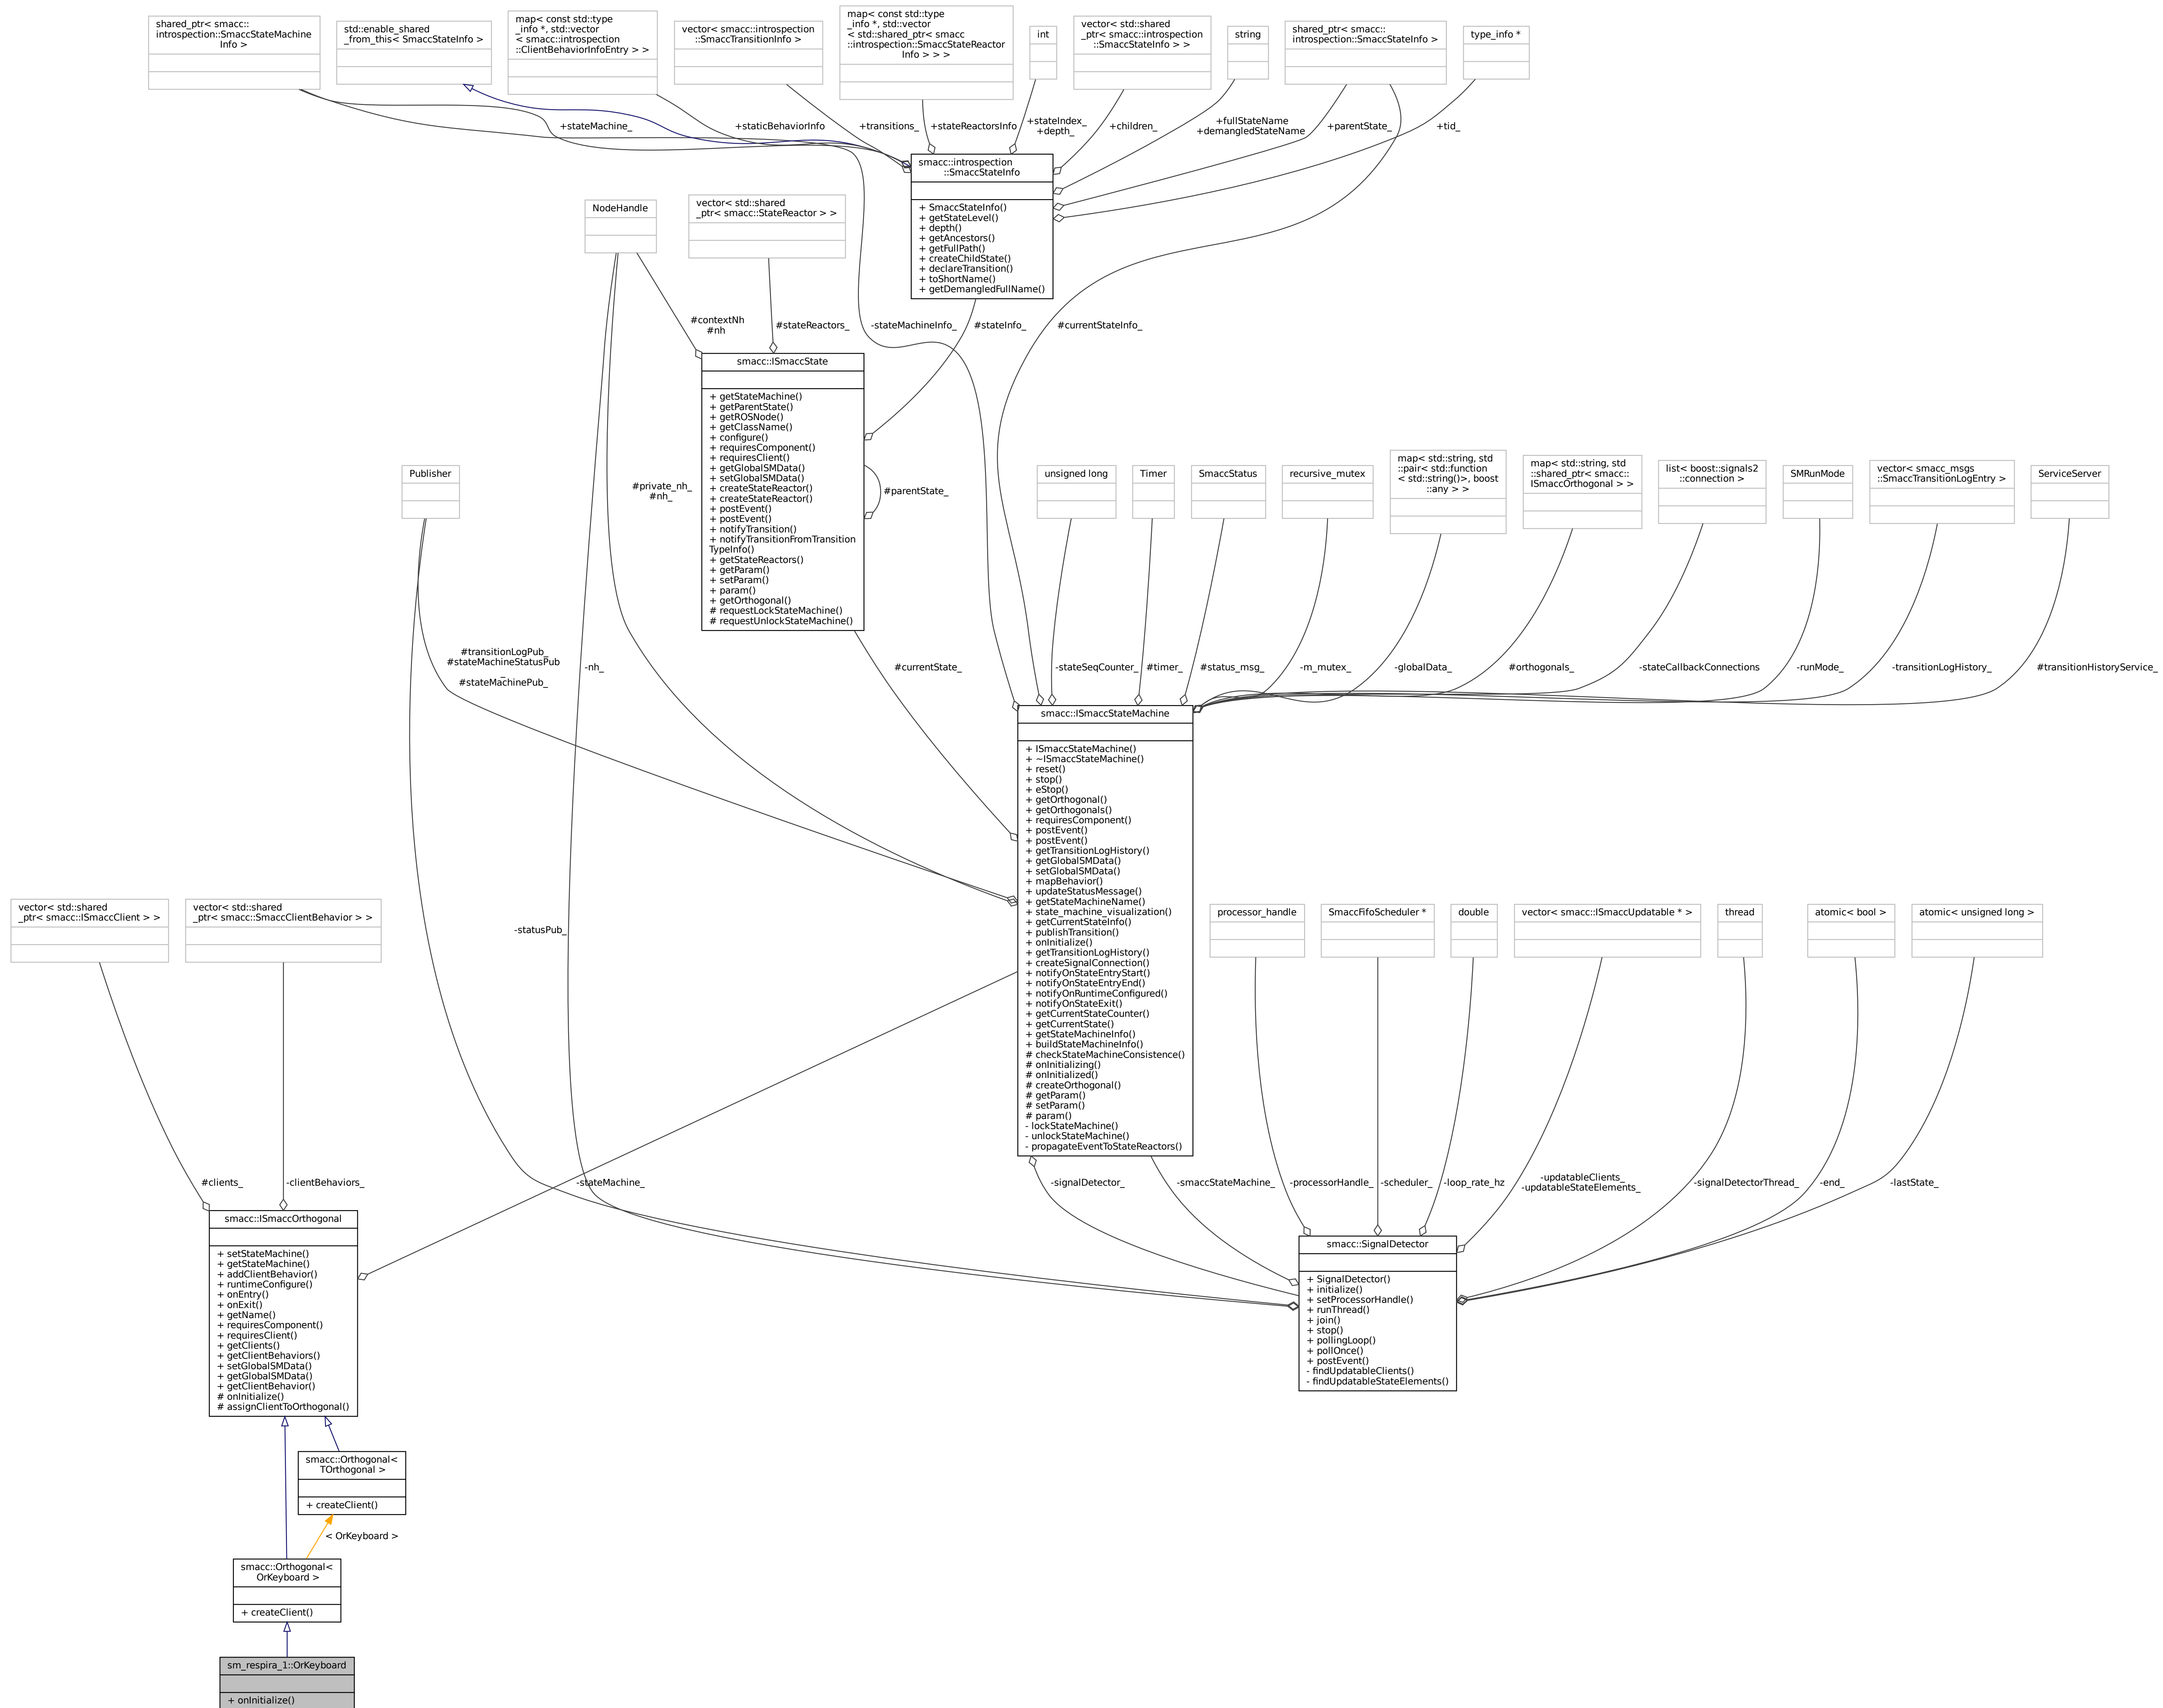 shared_ptr< smacc::
introspection::SmaccStateMachine
Info >
std::enable_shared
_from_this< SmaccStateInfo >
map< const std::type
_info *, std::vector
< smacc::introspection
::ClientBehaviorInfoEntry > >
vector< smacc::introspection
::SmaccTransitionInfo >
map< const std::type
_info *, std::vector
< std::shared_ptr< smacc
::introspection::SmaccStateReactor
Info > > >
int
vector< std::shared
_ptr< smacc::introspection
::SmaccStateInfo > >
string
shared_ptr< smacc::
introspection::SmaccStateInfo >
type_info *
+stateMachine_
+staticBehaviorInfo
+transitions_
+stateReactorsInfo
+stateIndex_
+depth_
+children_
+fullStateName
+demangledStateName
+parentState_
+tid_
smacc::introspection
::SmaccStateInfo
+ SmaccStateInfo()
+ getStateLevel()
+ depth()
+ getAncestors()
+ getFullPath()
+ createChildState()
+ declareTransition()
+ toShortName()
+ getDemangledFullName()
NodeHandle
vector< std::shared
_ptr< smacc::StateReactor > >
#contextNh
#nh
#stateReactors_
-stateMachineInfo_
#stateInfo_
#currentStateInfo_
smacc::ISmaccState
+ getStateMachine()
+ getParentState()
+ getROSNode()
+ getClassName()
+ configure()
+ requiresComponent()
+ requiresClient()
+ getGlobalSMData()
+ setGlobalSMData()
+ createStateReactor()
+ createStateReactor()
+ postEvent()
+ postEvent()
+ notifyTransition()
+ notifyTransitionFromTransition
TypeInfo()
+ getStateReactors()
+ getParam()
+ setParam()
+ param()
+ getOrthogonal()
# requestLockStateMachine()
# requestUnlockStateMachine()
#parentState_
Publisher
#private_nh_
#nh_
unsigned long
Timer
SmaccStatus
recursive_mutex
map< std::string, std
::pair< std::function
< std::string()>, boost
::any > >
map< std::string, std
::shared_ptr< smacc::
ISmaccOrthogonal > >
list< boost::signals2
::connection >
SMRunMode
vector< smacc_msgs
::SmaccTransitionLogEntry >
ServiceServer
#transitionLogPub_
#stateMachineStatusPub
_
#stateMachinePub_
-nh_
#currentState_
-stateSeqCounter_
#timer_
#status_msg_
-m_mutex_
-globalData_
#orthogonals_
-stateCallbackConnections
-runMode_
-transitionLogHistory_
#transitionHistoryService_
smacc::ISmaccStateMachine
+ ISmaccStateMachine()
+ ~ISmaccStateMachine()
+ reset()
+ stop()
+ eStop()
+ getOrthogonal()
+ getOrthogonals()
+ requiresComponent()
+ postEvent()
+ postEvent()
+ getTransitionLogHistory()
+ getGlobalSMData()
+ setGlobalSMData()
+ mapBehavior()
+ updateStatusMessage()
+ getStateMachineName()
+ state_machine_visualization()
+ getCurrentStateInfo()
+ publishTransition()
+ onInitialize()
+ getTransitionLogHistory()
+ createSignalConnection()
+ notifyOnStateEntryStart()
+ notifyOnStateEntryEnd()
+ notifyOnRuntimeConfigured()
+ notifyOnStateExit()
+ getCurrentStateCounter()
+ getCurrentState()
+ getStateMachineInfo()
+ buildStateMachineInfo()
# checkStateMachineConsistence()
# onInitializing()
# onInitialized()
# createOrthogonal()
# getParam()
# setParam()
# param()
- lockStateMachine()
- unlockStateMachine()
- propagateEventToStateReactors()
vector< std::shared
_ptr< smacc::ISmaccClient > >
vector< std::shared
_ptr< smacc::SmaccClientBehavior > >
-statusPub_
processor_handle
SmaccFifoScheduler *
double
vector< smacc::ISmaccUpdatable * >
thread
atomic< bool >
atomic< unsigned long >
#clients_
-clientBehaviors_
-stateMachine_
-signalDetector_
-smaccStateMachine_
-processorHandle_
-scheduler_
-loop_rate_hz
-updatableClients_
-updatableStateElements_
-signalDetectorThread_
-end_
-lastState_
smacc::ISmaccOrthogonal
+ setStateMachine()
+ getStateMachine()
+ addClientBehavior()
+ runtimeConfigure()
+ onEntry()
+ onExit()
+ getName()
+ requiresComponent()
+ requiresClient()
+ getClients()
+ getClientBehaviors()
+ setGlobalSMData()
+ getGlobalSMData()
+ getClientBehavior()
# onInitialize()
# assignClientToOrthogonal()
smacc::SignalDetector
+ SignalDetector()
+ initialize()
+ setProcessorHandle()
+ runThread()
+ join()
+ stop()
+ pollingLoop()
+ pollOnce()
+ postEvent()
- findUpdatableClients()
- findUpdatableStateElements()
smacc::Orthogonal<
TOrthogonal >
+ createClient()
< OrKeyboard >
smacc::Orthogonal<
OrKeyboard >
+ createClient()
sm_respira_1::OrKeyboard
+ onInitialize()